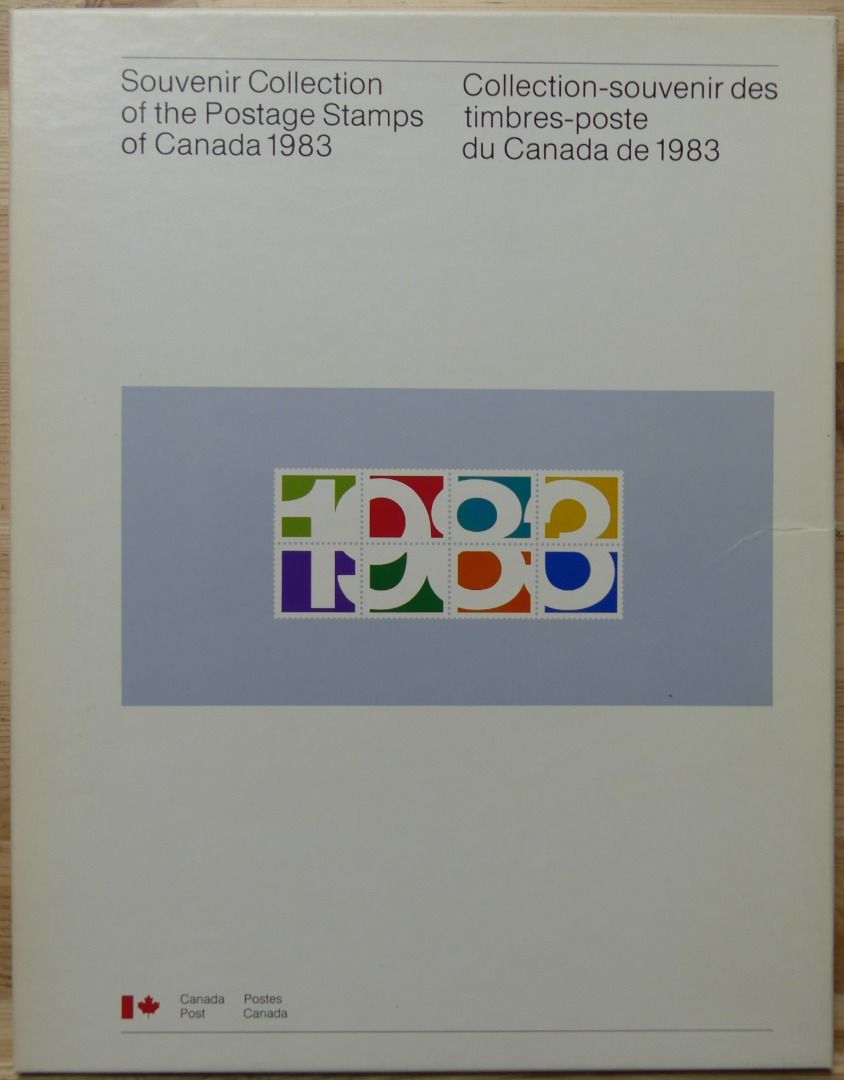 Souvenir Collection
of the Postage Stamps
of Canada 1983
Collection-souvenir des
timbres-poste
du Canada de 1983
1983
Canada
Post
Postes
Canada